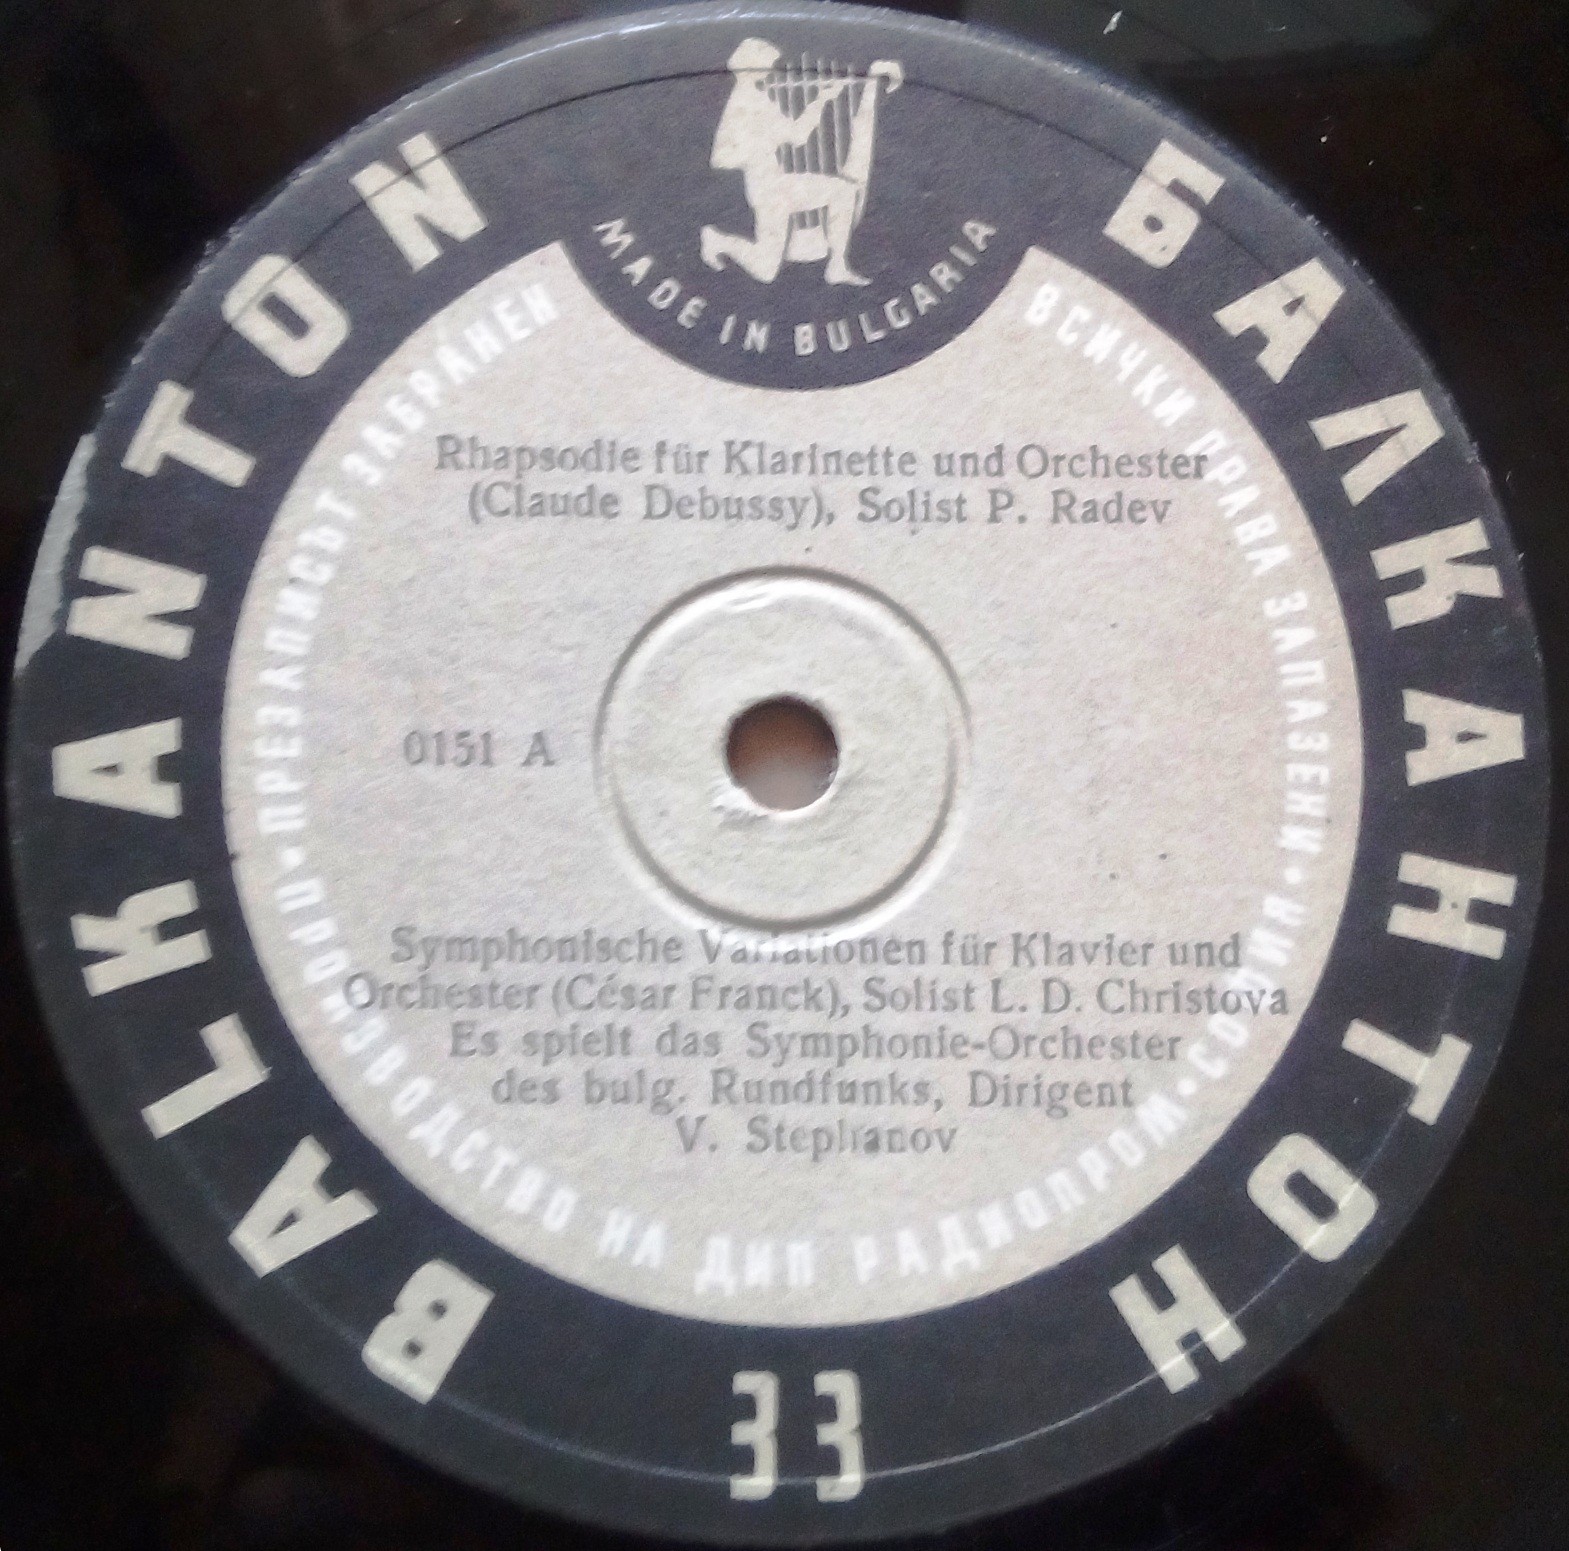 BALKANTON
БАЛКАНТОН
MADE IN BULGARIA
ВСИЧКИ ПРАВА ЗАПАЗЕНИ • СОФИЯ •
ПРОИЗВОДСТВО НА ДИП РАДИОПРОМ •
ПРЕЗАПИСЪТ ЗАБРАНЕН
Rhapsodie für Klarinette und Orchester
(Claude Debussy), Solist P. Radev
0151 A
Symphonische Variationen für Klavier und
Orchester (César Franck), Solist L. D. Christova
Es spielt das Symphonie-Orchester
des bulg. Rundfunks, Dirigent
V. Stephanov
33